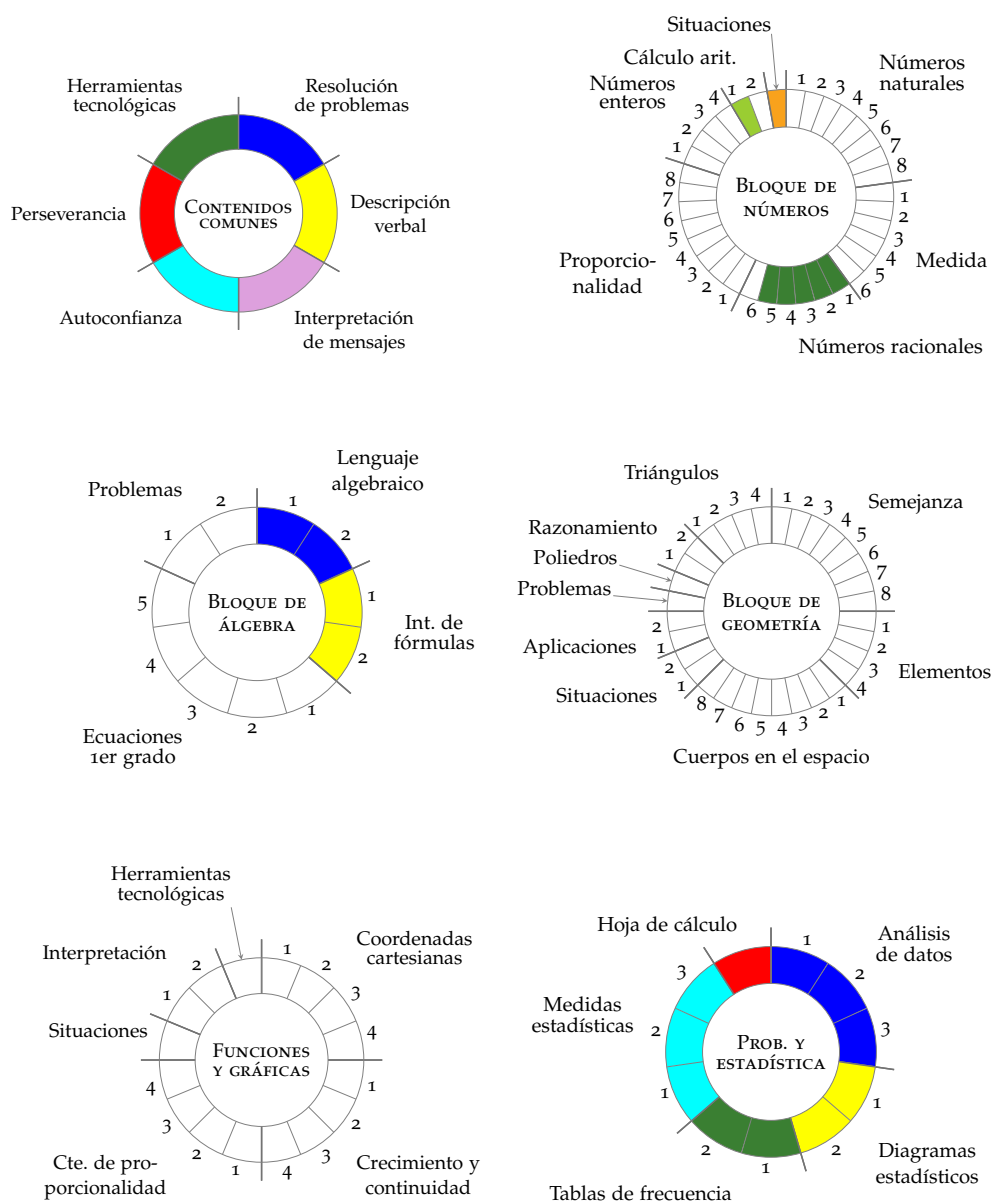 Herramientas
tecnológicas
Resolución
de problemas
Perseverancia
CONTENIDOS
COMUNES
Descripción
verbal
Autoconfianza
Interpretación
de mensajes
Situaciones
Cálculo arit.
1 2
Números
enteros
1 2 3 4
Números
naturales
1 2 3 4 5 6 7 8
BLOQUE DE
NÚMEROS
Medida
1 2 3 4 5 6
Números racionales
1 2 3 4 5 6
Proporcio-
nalidad
1 2 3 4 5 6 7 8
Problemas
1 2
Lenguaje
algebraico
1 2
BLOQUE DE
ÁLGEBRA
Int. de
fórmulas
1 2
Ecuaciones
1er grado
1 2 3 4 5
Triángulos
1 2 3 4
Semejanza
1 2 3 4 5 6 7 8
Razonamiento
1 2
Poliedros
Problemas
BLOQUE DE
GEOMETRÍA
Aplicaciones
1 2
Situaciones
1 2
Elementos
1 2 3 4
Cuerpos en el espacio
1 2 3 4 5 6 7 8
Herramientas
tecnológicas
Interpretación
1 2
Coordenadas
cartesianas
1 2 3 4
Situaciones
FUNCIONES
Y GRÁFICAS
Cte. de pro-
porcionalidad
1 2 3 4
Crecimiento y
continuidad
1 2 3 4
Hoja de cálculo
Análisis
de datos
1 2 3
Medidas
estadísticas
1 2 3
PROB. Y
ESTADÍSTICA
Diagramas
estadísticos
1 2
Tablas de frecuencia
1 2